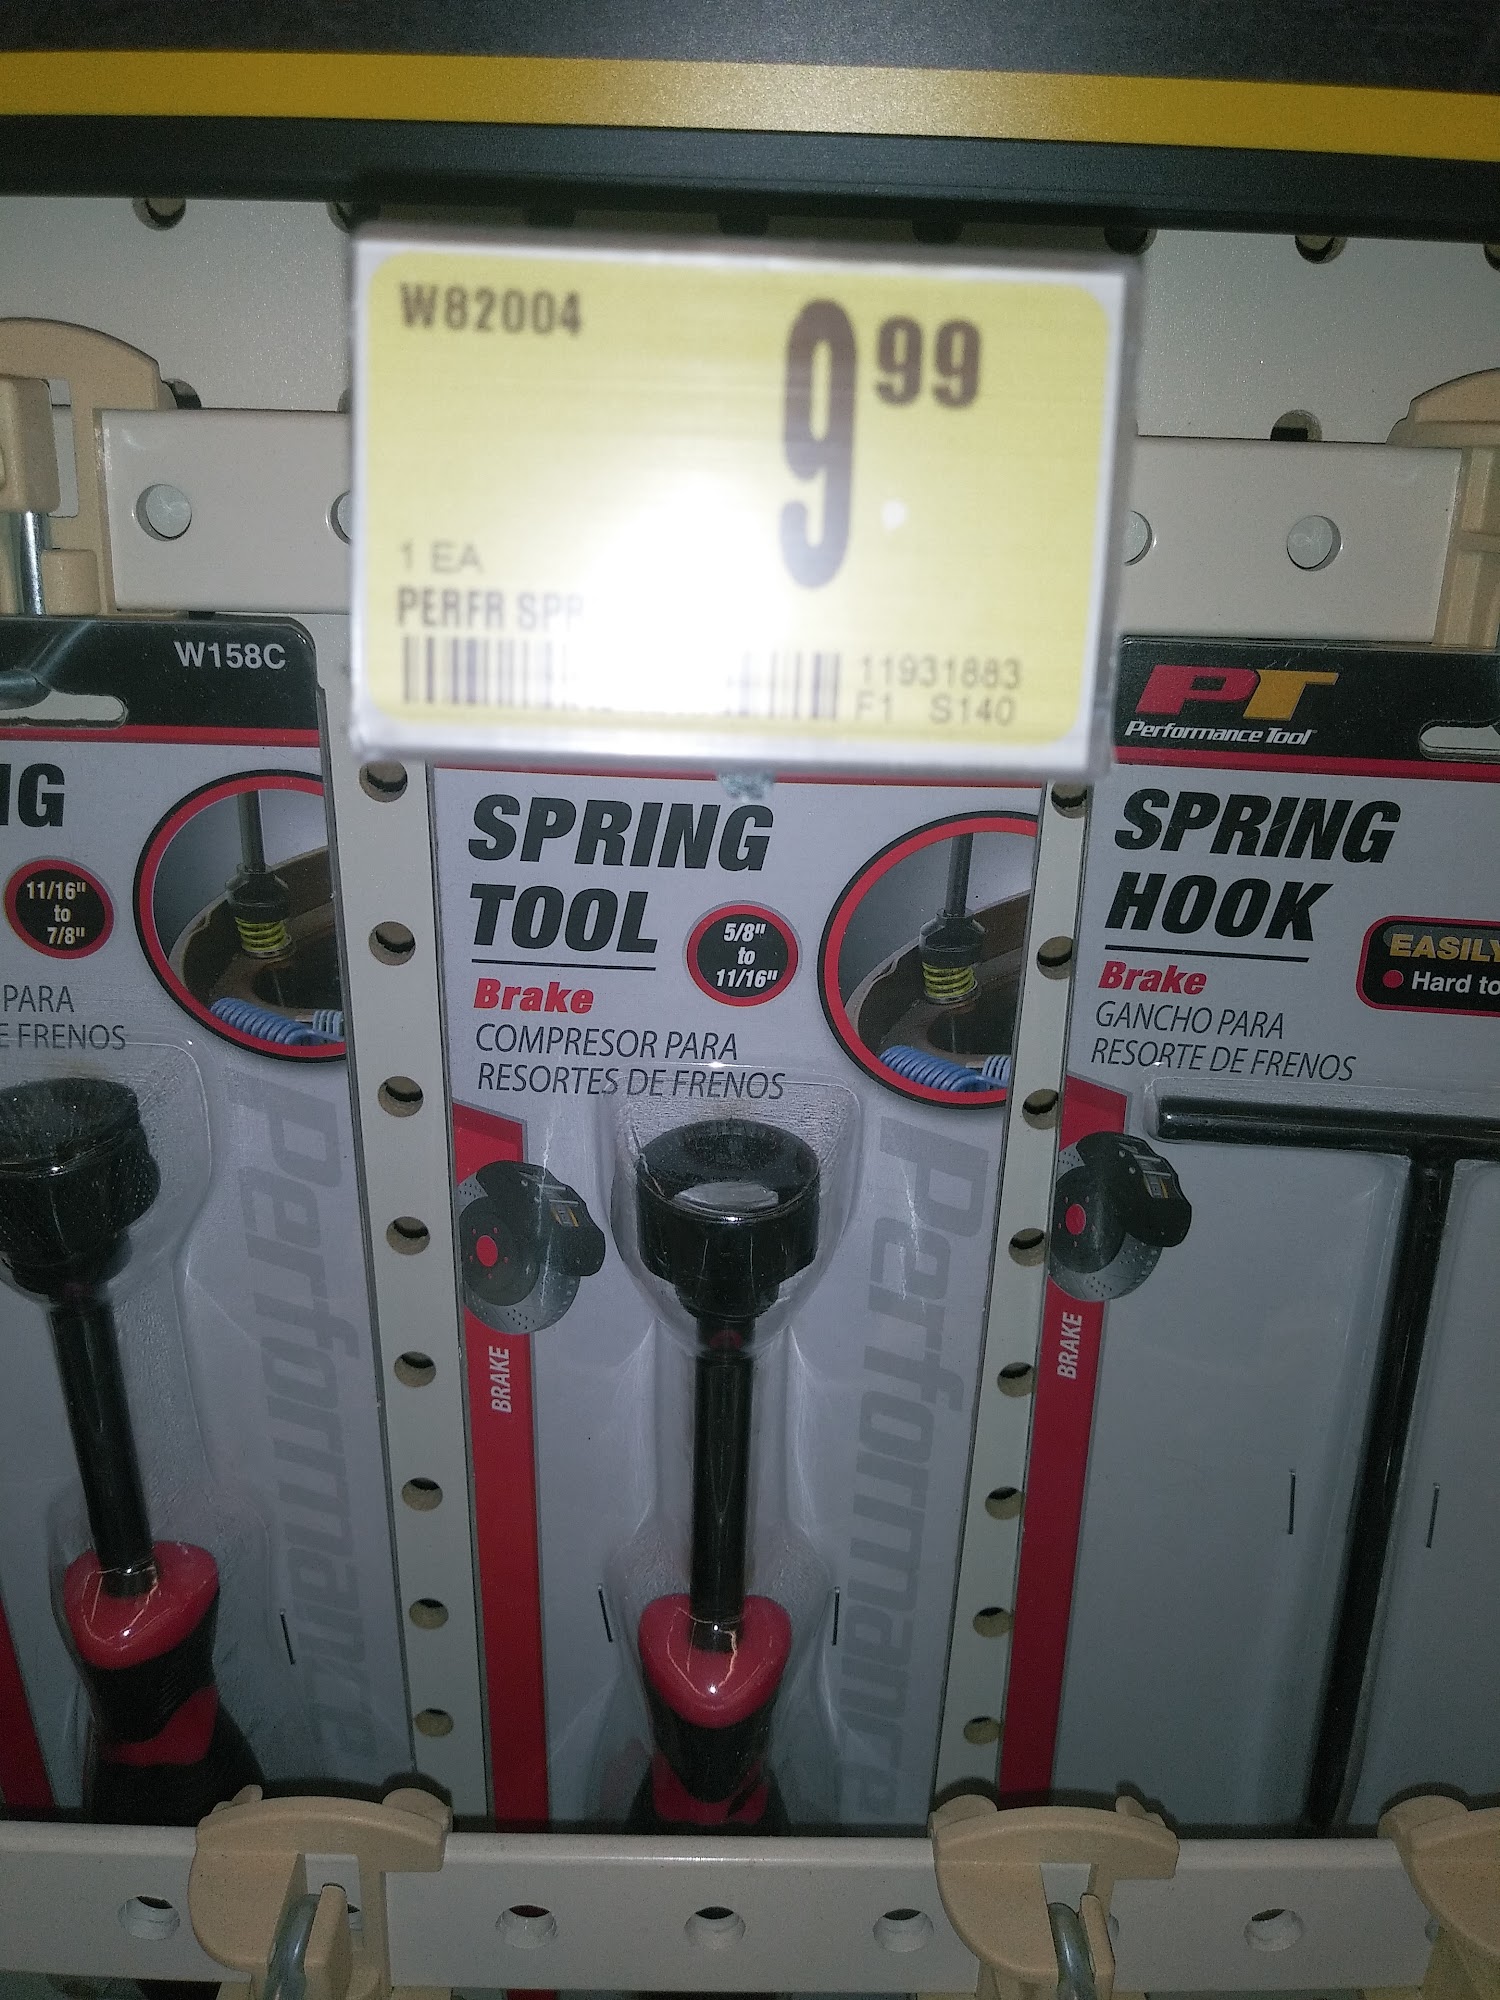 W82004
9 99
1 EA
PERFR
11931883
F1 S140
W158C
11/16"
to
7/8"
PARA
FRENOS
SPRING
TOOL
5/8"
to
11/16"
Brake
COMPRESOR PARA
RESORTES DE FRENOS
BRAKE
Performance
Performance
PT
Performance Tool
SPRING
HOOK
Brake
GANCHO PARA
RESORTE DE FRENOS
EASILY
Hard to
BRAKE